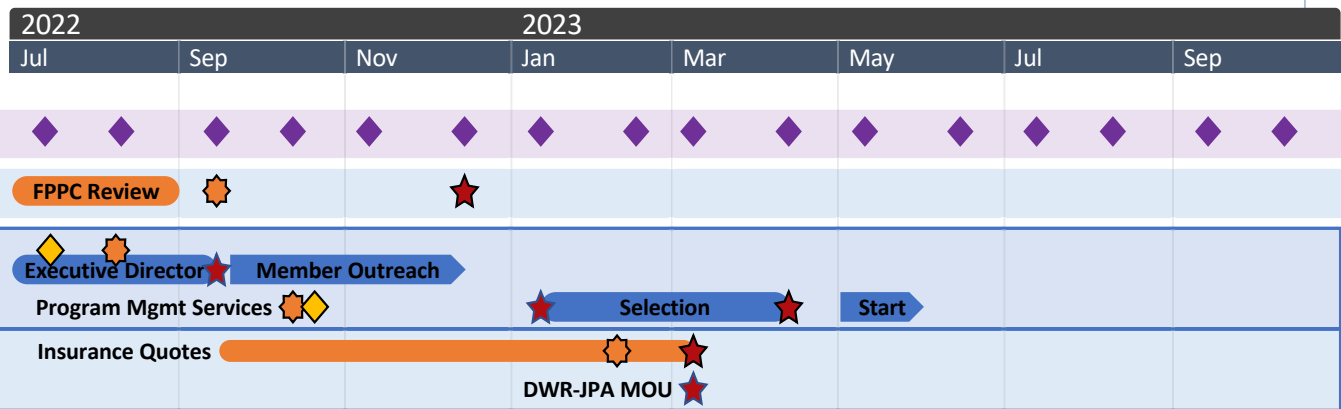 2022 2023
Jul Sep Nov Jan Mar May Jul Sep
FPPC Review
Executive Director Member Outreach
Program Mgmt Services Selection Start
Insurance Quotes
DWR-JPA MOU